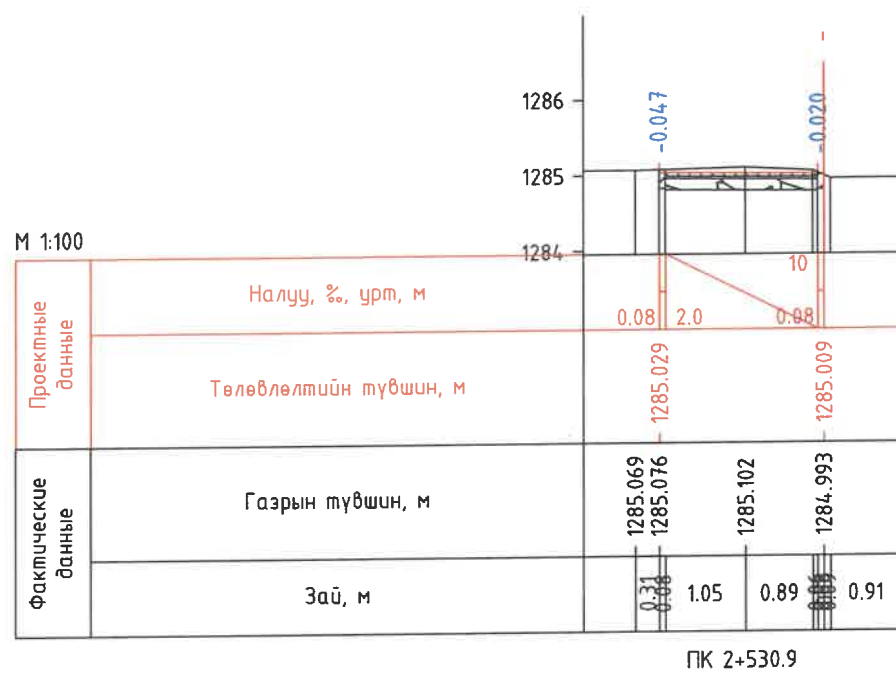 1286
1285
1284
-0.047
-0.020
М 1:100
Проектные
данные
Налуу, ‰, урт, м
0.08
2.0
10
0.08
Төлөвлөлтийн түвшин, м
1285.029
1285.009
Фактические
данные
Газрын түвшин, м
1285.069
1285.076
1285.102
1284.993
Зай, м
0.31
0.08
1.05
0.89
0.91
ПК 2+530.9